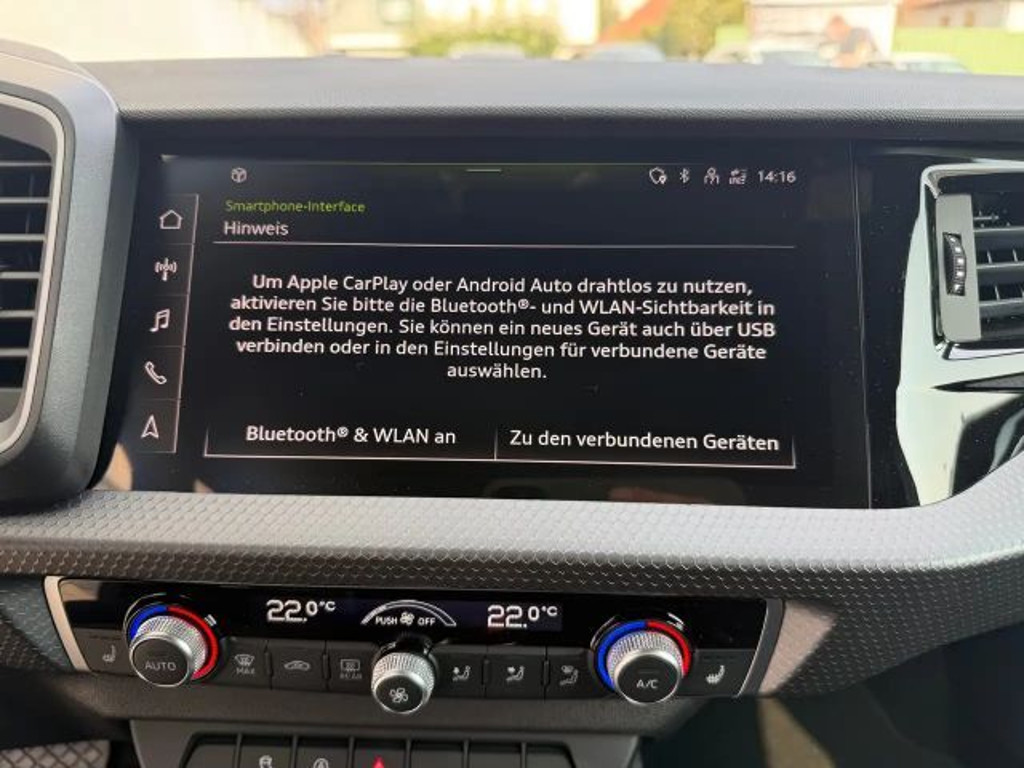 14:16
Smartphone-Interface
Hinweis
Um Apple CarPlay oder Android Auto drahtlos zu nutzen,
aktivieren Sie bitte die Bluetooth®- und WLAN-Sichtbarkeit in
den Einstellungen. Sie können ein neues Gerät auch über USB
verbinden oder in den Einstellungen für verbundene Geräte
auswählen.
Bluetooth® & WLAN an
Zu den verbundenen Geräten
22.0°C
PUSH OFF
22.0°C
AUTO
MAX
REAR
A/C